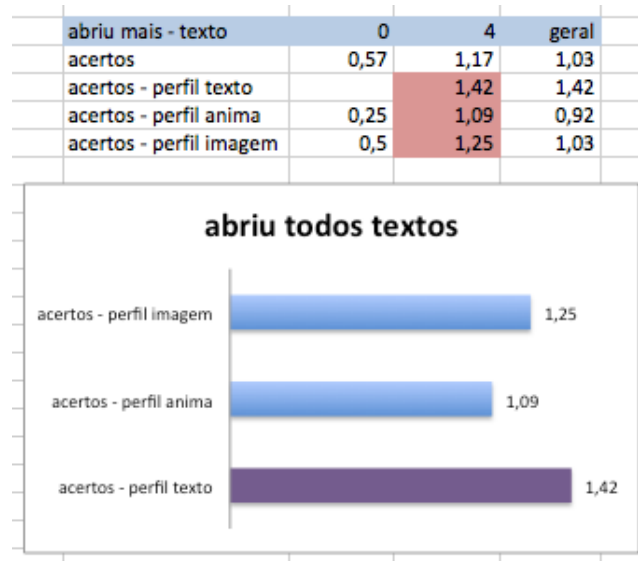 abriu mais - texto 0 4 geral
acertos 0,57 1,17 1,03
acertos - perfil texto 1,42 1,42
acertos - perfil anima 0,25 1,09 0,92
acertos - perfil imagem 0,5 1,25 1,03
abriu todos textos
acertos - perfil imagem 1,25
acertos - perfil anima 1,09
acertos - perfil texto 1,42